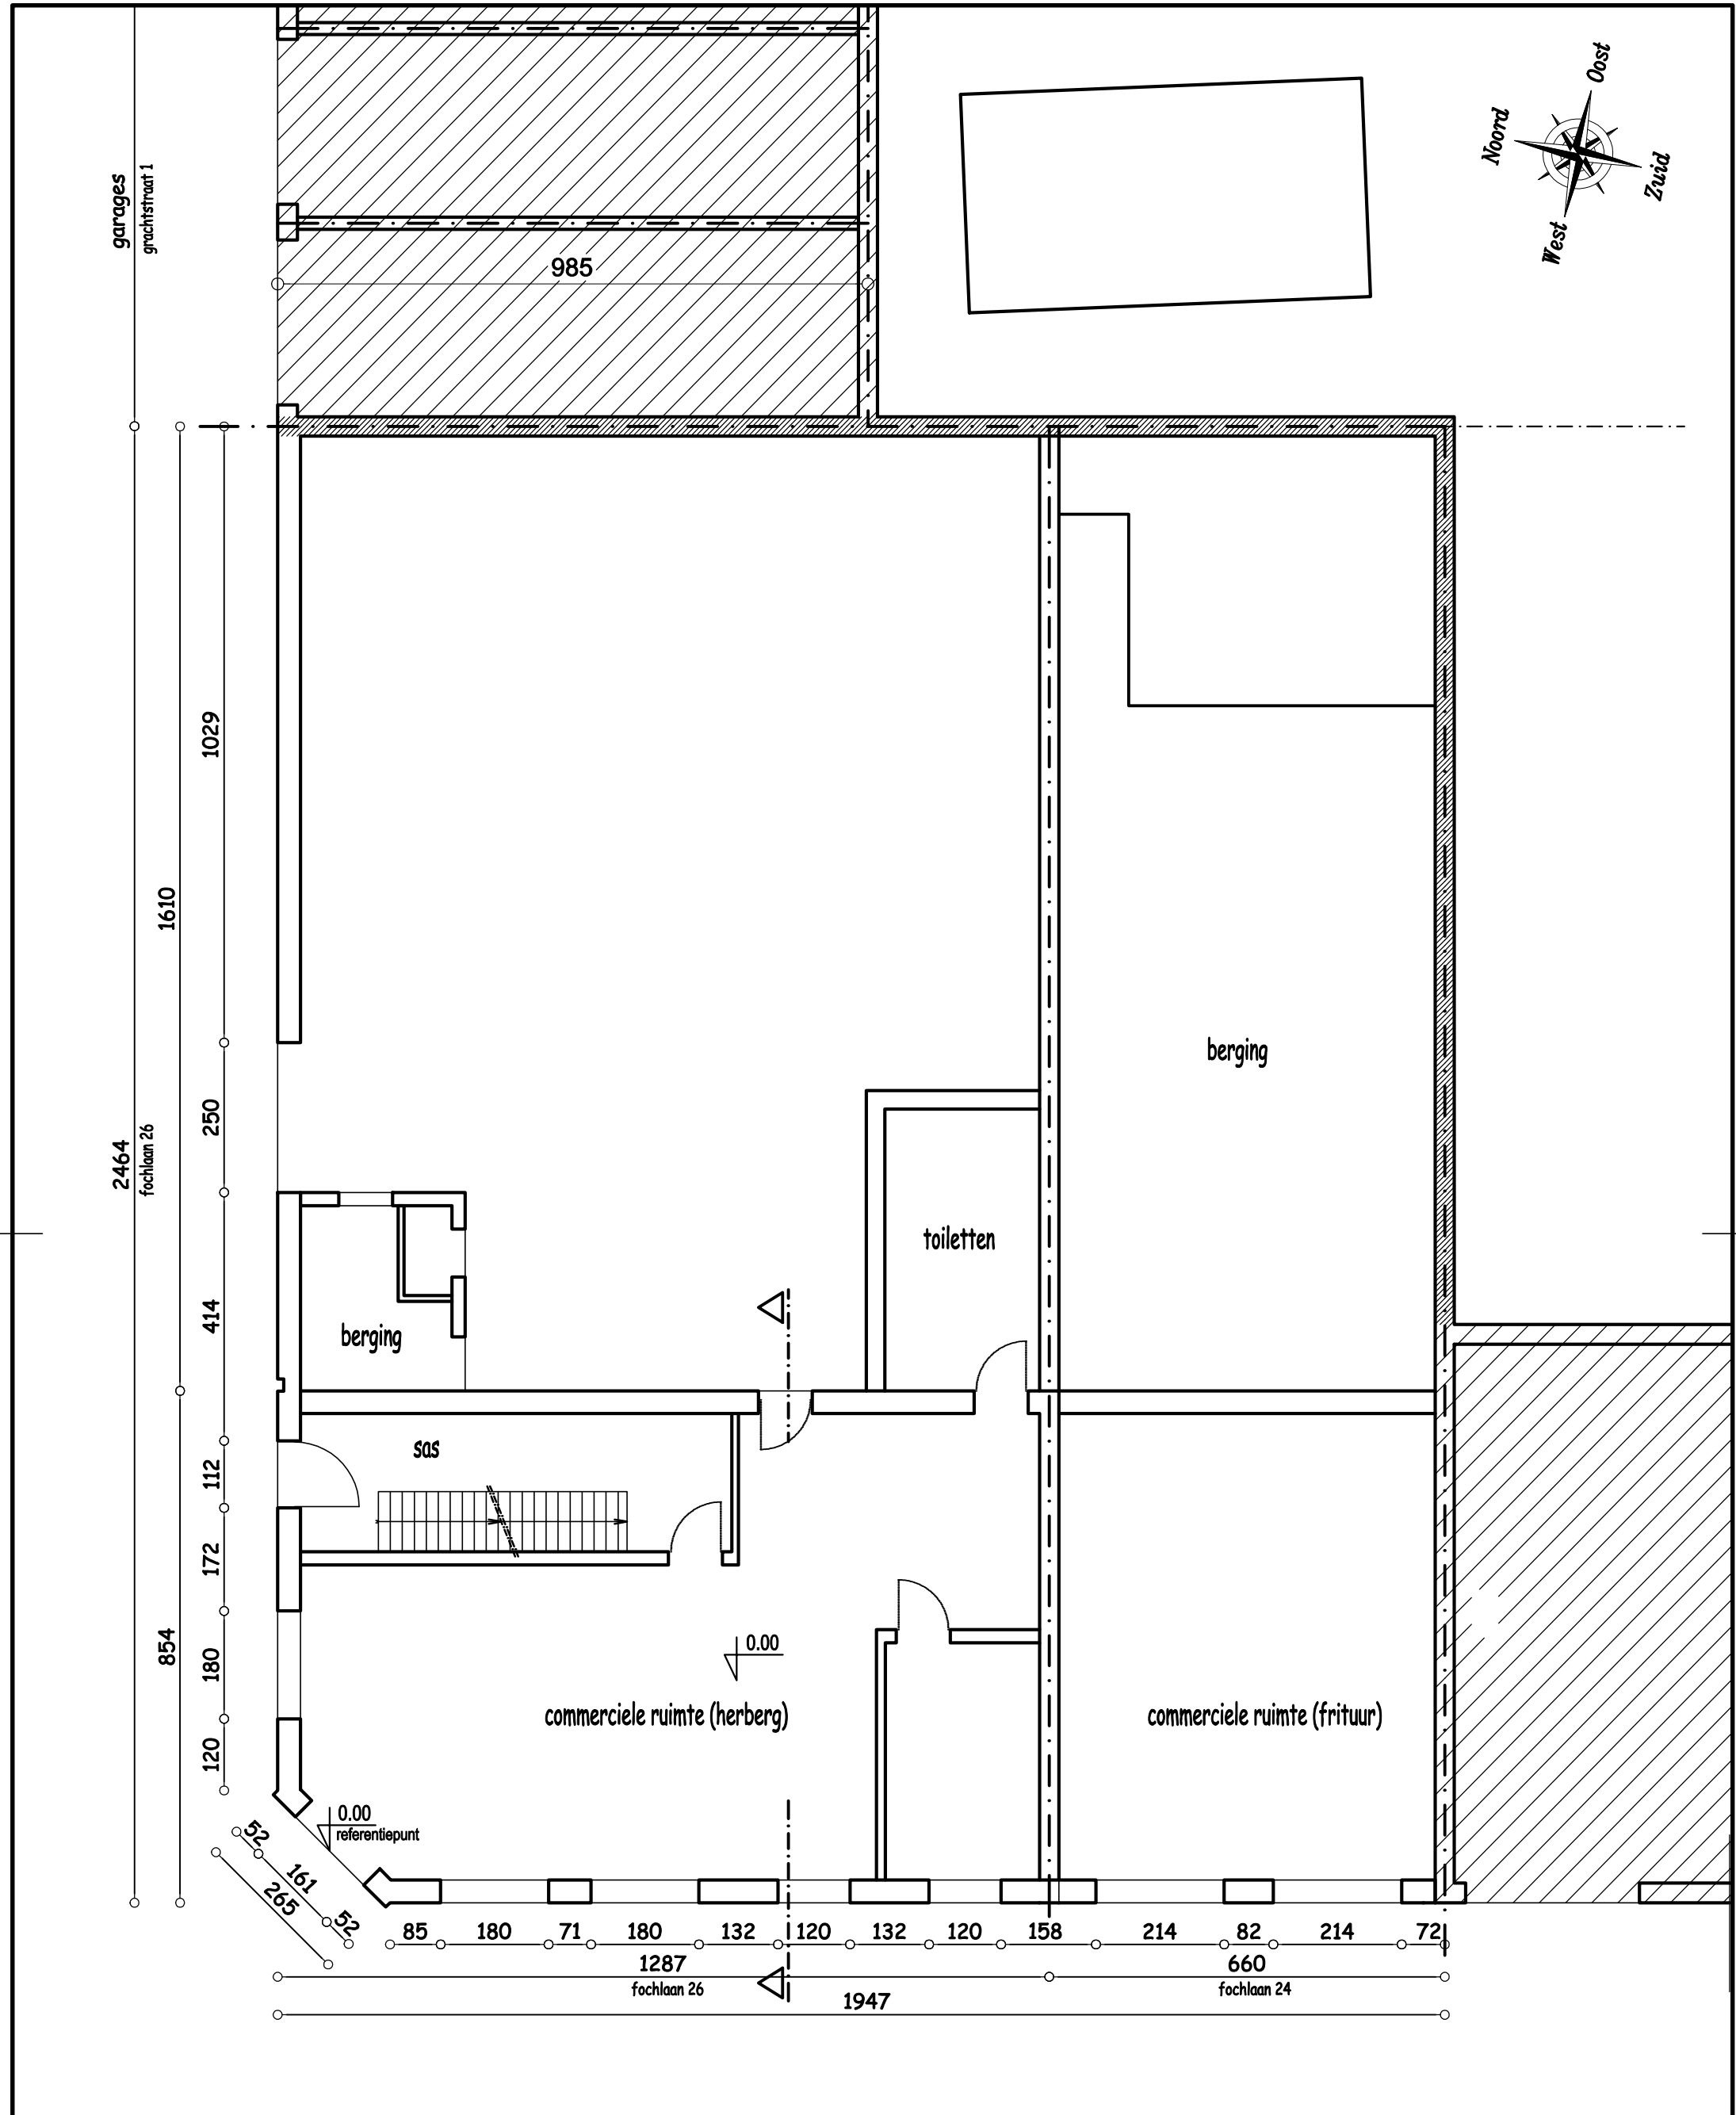 Oost
Noord
Zuid
West
garages
grachtstraat 1
985
1029
1610
2464
fochlaan 26
250
414
112
172
180
854
120
berging
toiletten
berging
sas
0.00
commerciele ruimte (herberg)
commerciele ruimte (frituur)
0.00
referentiepunt
52
161
265
52
85 180 71 180 132 120 132 120 158 214 82 214 72
1287 660
fochlaan 26 fochlaan 24
1947